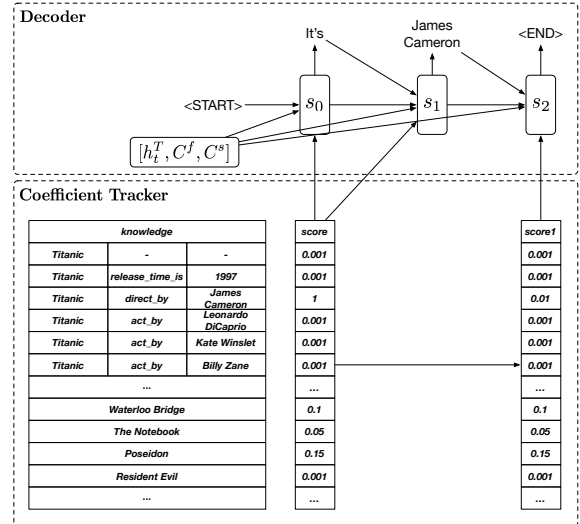 Decoder
It's
James
Cameron
<END>
<START>
s_0
s_1
s_2
[h_t^T, C^f, C^s]
Coefficient Tracker
knowledge score score1
Titanic - - 0.001 0.001
Titanic release_time_is 1997 0.001 0.001
Titanic direct_by James Cameron 1 0.01
Titanic act_by Leonardo DiCaprio 0.001 0.001
Titanic act_by Kate Winslet 0.001 0.001
Titanic act_by Billy Zane 0.001 0.001
... ... ...
Waterloo Bridge 0.1 0.1
The Notebook 0.05 0.05
Poseidon 0.15 0.15
Resident Evil 0.001 0.001
... ... ...